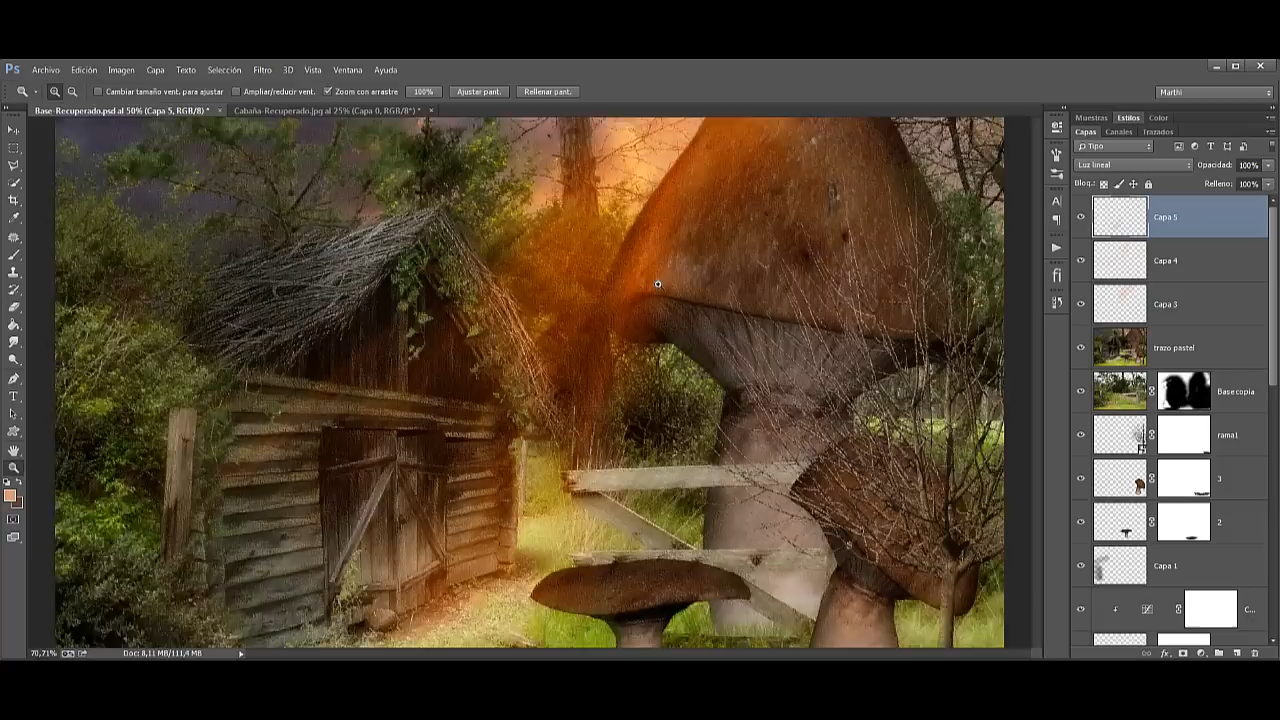 Ps Archivo Edición Imagen Capa Texto Selección Filtro 3D Vista Ventana Ayuda
Cambiar tamaño vent. para ajustar Ampliar/reducir vent. Zoom con arrastre 100% Ajustar pant. Rellenar pant. Marthi
Base-Recuperado.psd al 50% (Capa 5, RGB/8) * × Cabaña-Recuperado.jpg al 25% (Capa 0, RGB/8*) * ×
Muestras Estilos Color
Capas Canales Trazados
Tipo
Luz lineal Opacidad: 100%
Bloq.: Relleno: 100%
Capa 5
Capa 4
Capa 3
trazo pastel
Base copia
rama1
3
2
Capa 1
C...
70,71% Doc: 8,11 MB/111,4 MB